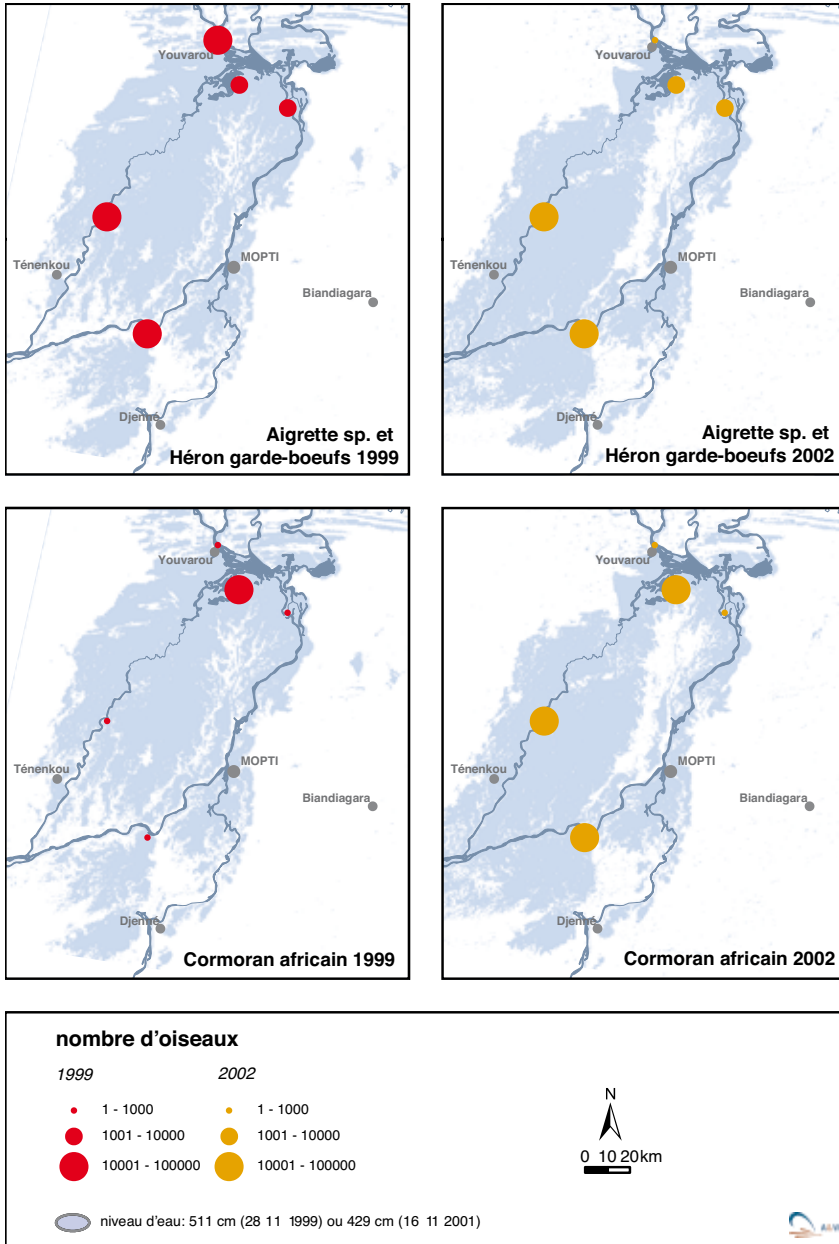 Youvarou
Ténenkou
MOPTI
Biandiagara
Djenné
Aigrette sp. et
Héron garde-boeufs 1999
Youvarou
Ténenkou
MOPTI
Biandiagara
Djenné
Aigrette sp. et
Héron garde-boeufs 2002
Youvarou
Ténenkou
MOPTI
Biandiagara
Djenné
Cormoran africain 1999
Youvarou
Ténenkou
MOPTI
Biandiagara
Djenné
Cormoran africain 2002
nombre d'oiseaux
1999 2002
1 - 1000 1 - 1000
1001 - 10000 1001 - 10000
10001 - 100000 10001 - 100000
N
0 10 20km
niveau d'eau: 511 cm (28 11 1999) ou 429 cm (16 11 2001)